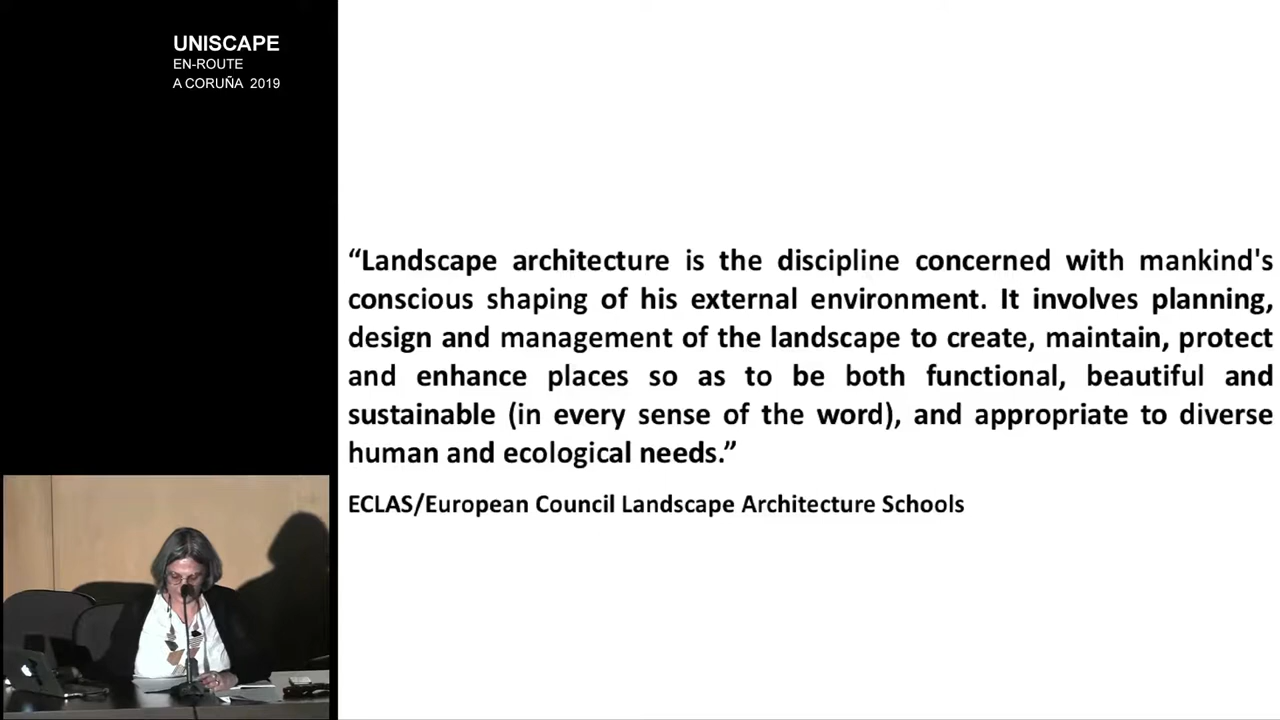 UNISCAPE
EN-ROUTE
A CORUÑA 2019
“Landscape architecture is the discipline concerned with mankind's
conscious shaping of his external environment. It involves planning,
design and management of the landscape to create, maintain, protect
and enhance places so as to be both functional, beautiful and
sustainable (in every sense of the word), and appropriate to diverse
human and ecological needs.”
ECLAS/European Council Landscape Architecture Schools